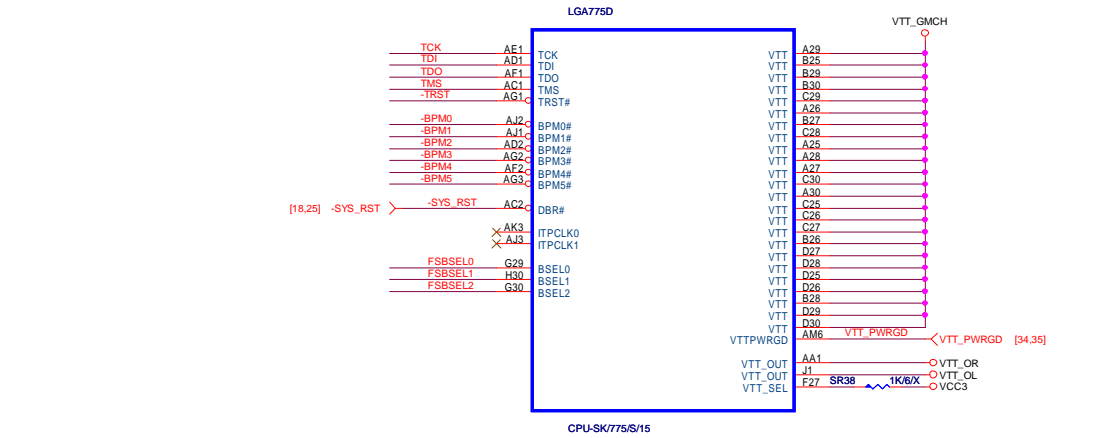 LGA775D
VTT_GMCH
TCK AE1 TCK VTT A29
TDI AD1 TDI VTT B25
TDO AF1 TDO VTT B29
TMS AC1 TMS VTT B30
-TRST AG1 TRST# VTT C29
VTT A26
-BPM0 AJ2 BPM0# VTT B27
-BPM1 AJ1 BPM1# VTT C28
-BPM2 AD2 BPM2# VTT A25
-BPM3 AG2 BPM3# VTT A28
-BPM4 AF2 BPM4# VTT A27
-BPM5 AG3 BPM5# VTT C30
VTT A30
[18,25] -SYS_RST -SYS_RST AC2 DBR# VTT C25
VTT C26
AK3 ITPCLK0 VTT C27
AJ3 ITPCLK1 VTT B26
VTT D27
FSBSEL0 G29 BSEL0 VTT D28
FSBSEL1 H30 BSEL1 VTT D25
FSBSEL2 G30 BSEL2 VTT D26
VTT B28
VTT D29
VTT D30
VTTPWRGD AM6 VTT_PWRGD VTT_PWRGD [34,35]
VTT_OUT AA1 VTT_OR
VTT_OUT J1 VTT_OL
VTT_SEL F27 SR38 1K/6/X VCC3
CPU-SK/775/S/15